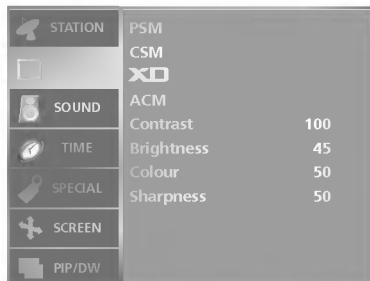 STATION
SOUND
TIME
SPECIAL
SCREEN
PIP/DW
PSM
CSM
XD
ACM
Contrast 100
Brightness 45
Colour 50
Sharpness 50